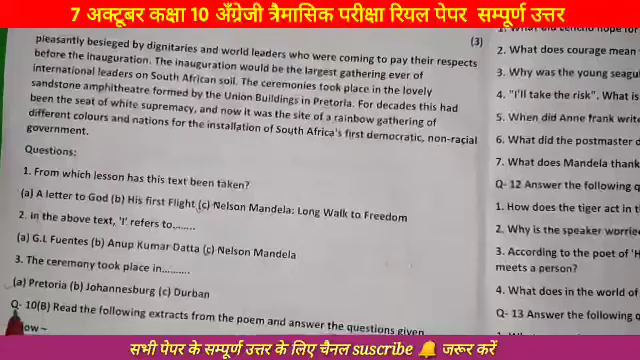 7 अक्टूबर कक्षा 10 अँग्रेजी त्रैमासिक परीक्षा रियल पेपर सम्पूर्ण उत्तर
pleasantly besieged by dignitaries and world leaders who were coming to pay their respects
(3)
before the inauguration. The inauguration would be the largest gathering ever of
international leaders on South African soil. The ceremonies took place in the lovely
sandstone amphitheatre formed by the Union Buildings in Pretoria. For decades this had
been the seat of white supremacy, and now it was the site of a rainbow gathering of
different colours and nations for the installation of South Africa's first democratic, non-racial
government.
Questions:
1. From which lesson has this text been taken?
(a) A letter to God (b) His first Flight (c) Nelson Mandela: Long Walk to Freedom
2. In the above text, 'I' refers to.......
(a) G.L Fuentes (b) Anup Kumar Datta (c) Nelson Mandela
3. The ceremony took place in..........
(a) Pretoria (b) Johannesburg (c) Durban
Q- 10(B) Read the following extracts from the poem and answer the questions given
ow~
hope for
2. What does courage mean
3. Why was the young seagu
4. "I'll take the risk". What is
5. When did Anne frank write
6. What did the postmaster d
7. What does Mandela thank
Q- 12 Answer the following q
1. How does the tiger act in t
2. Why is the speaker worrie
3. According to the poet of 'H
meets a person?
4. What does in the world of
Q- 13 Answer the following q
सभी पेपर के सम्पूर्ण उत्तर के लिए चैनल suscribe 🔔 जरूर करें